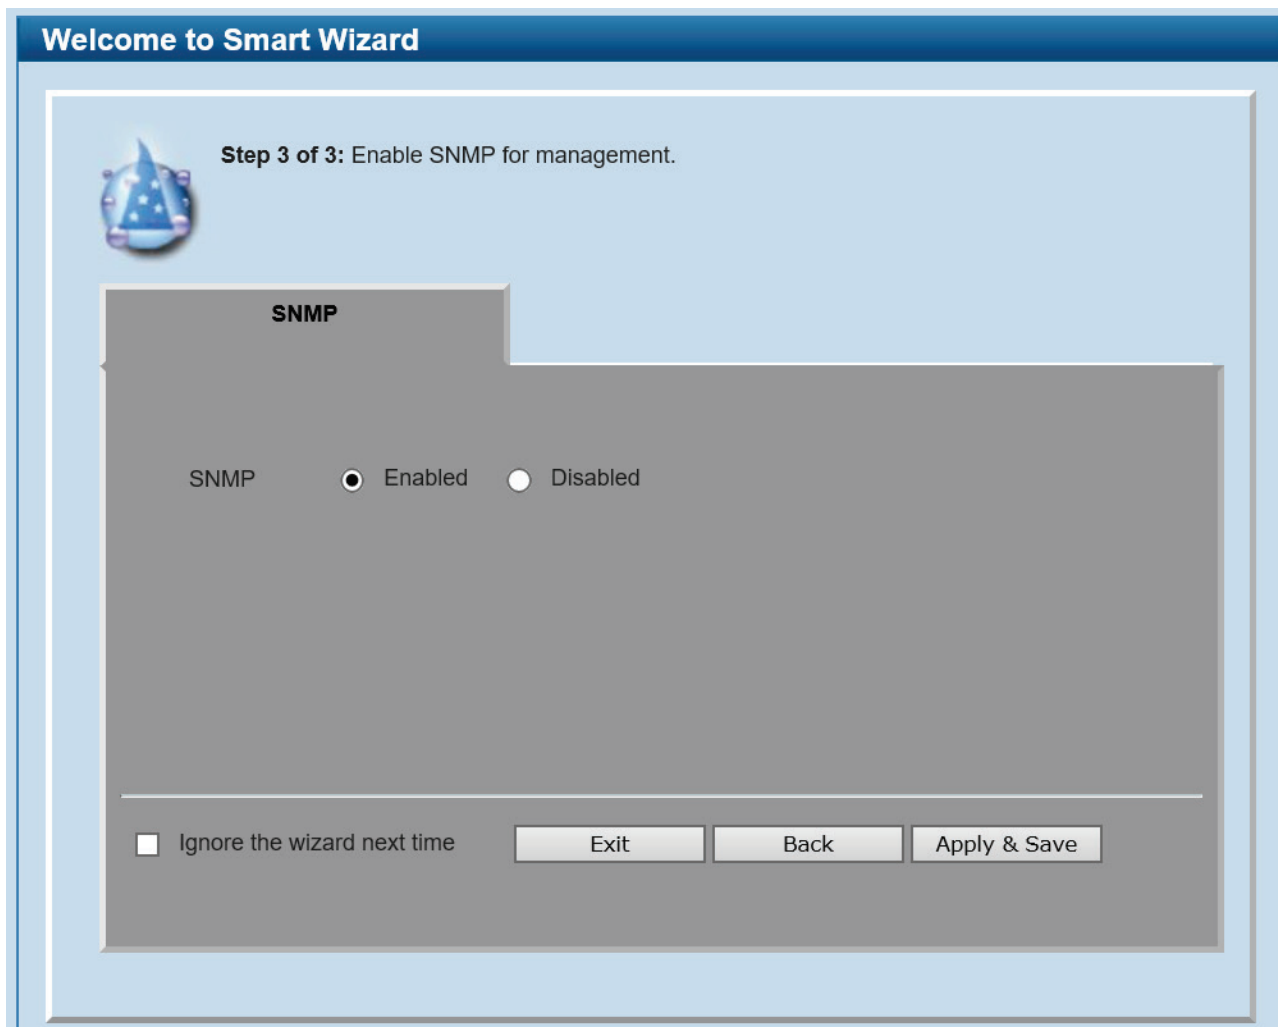 Welcome to Smart Wizard
Step 3 of 3: Enable SNMP for management.
SNMP
SNMP Enabled Disabled
Ignore the wizard next time Exit Back Apply & Save